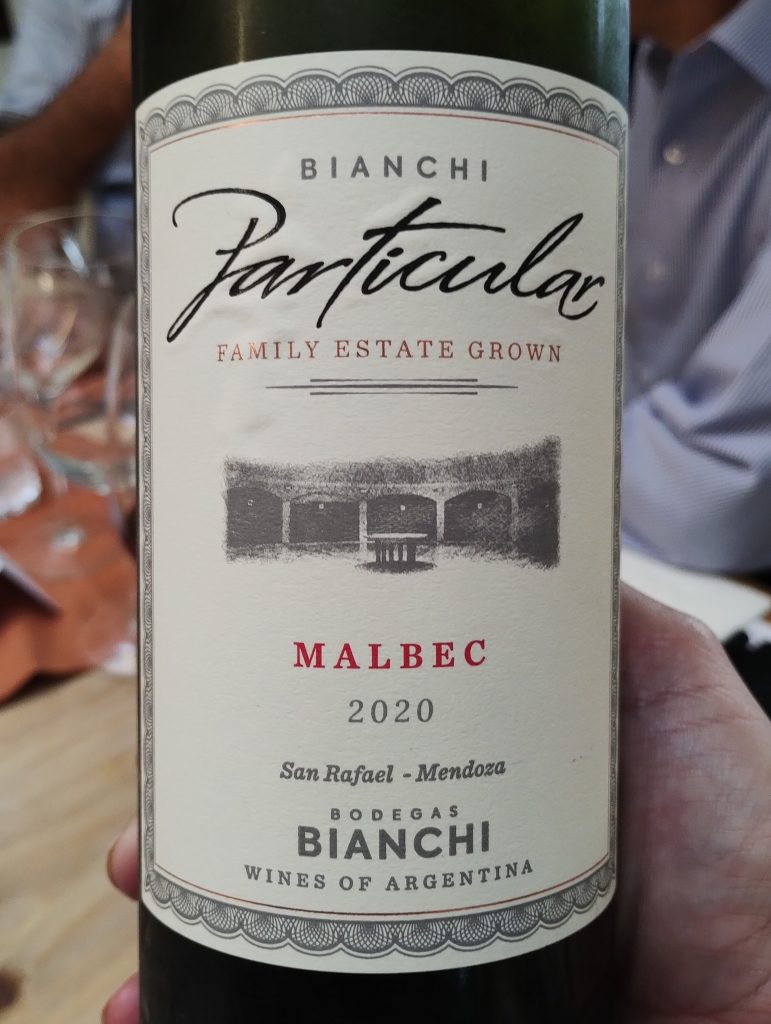 BIANCHI
Particular
FAMILY ESTATE GROWN
MALBEC
2020
San Rafael - Mendoza
BODEGAS
BIANCHI
WINES OF ARGENTINA